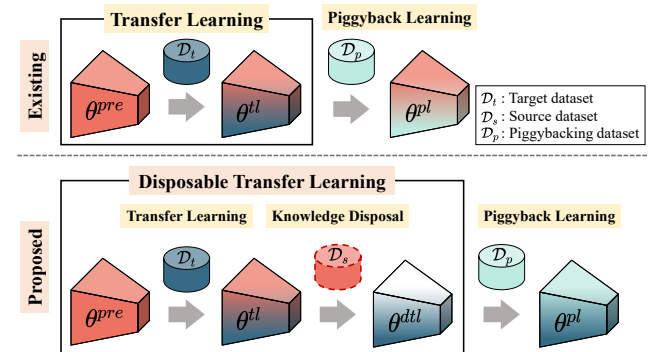 Transfer Learning
Piggyback Learning
Existing
𝒟ₜ
𝒟ₚ
θᵖʳᵉ
θᵗˡ
θᵖˡ
𝒟ₜ : Target dataset
𝒟ₛ : Source dataset
𝒟ₚ : Piggybacking dataset
Disposable Transfer Learning
Transfer Learning
Knowledge Disposal
Piggyback Learning
Proposed
𝒟ₜ
𝒟ₛ
𝒟ₚ
θᵖʳᵉ
θᵗˡ
θᵈᵗˡ
θᵖˡ